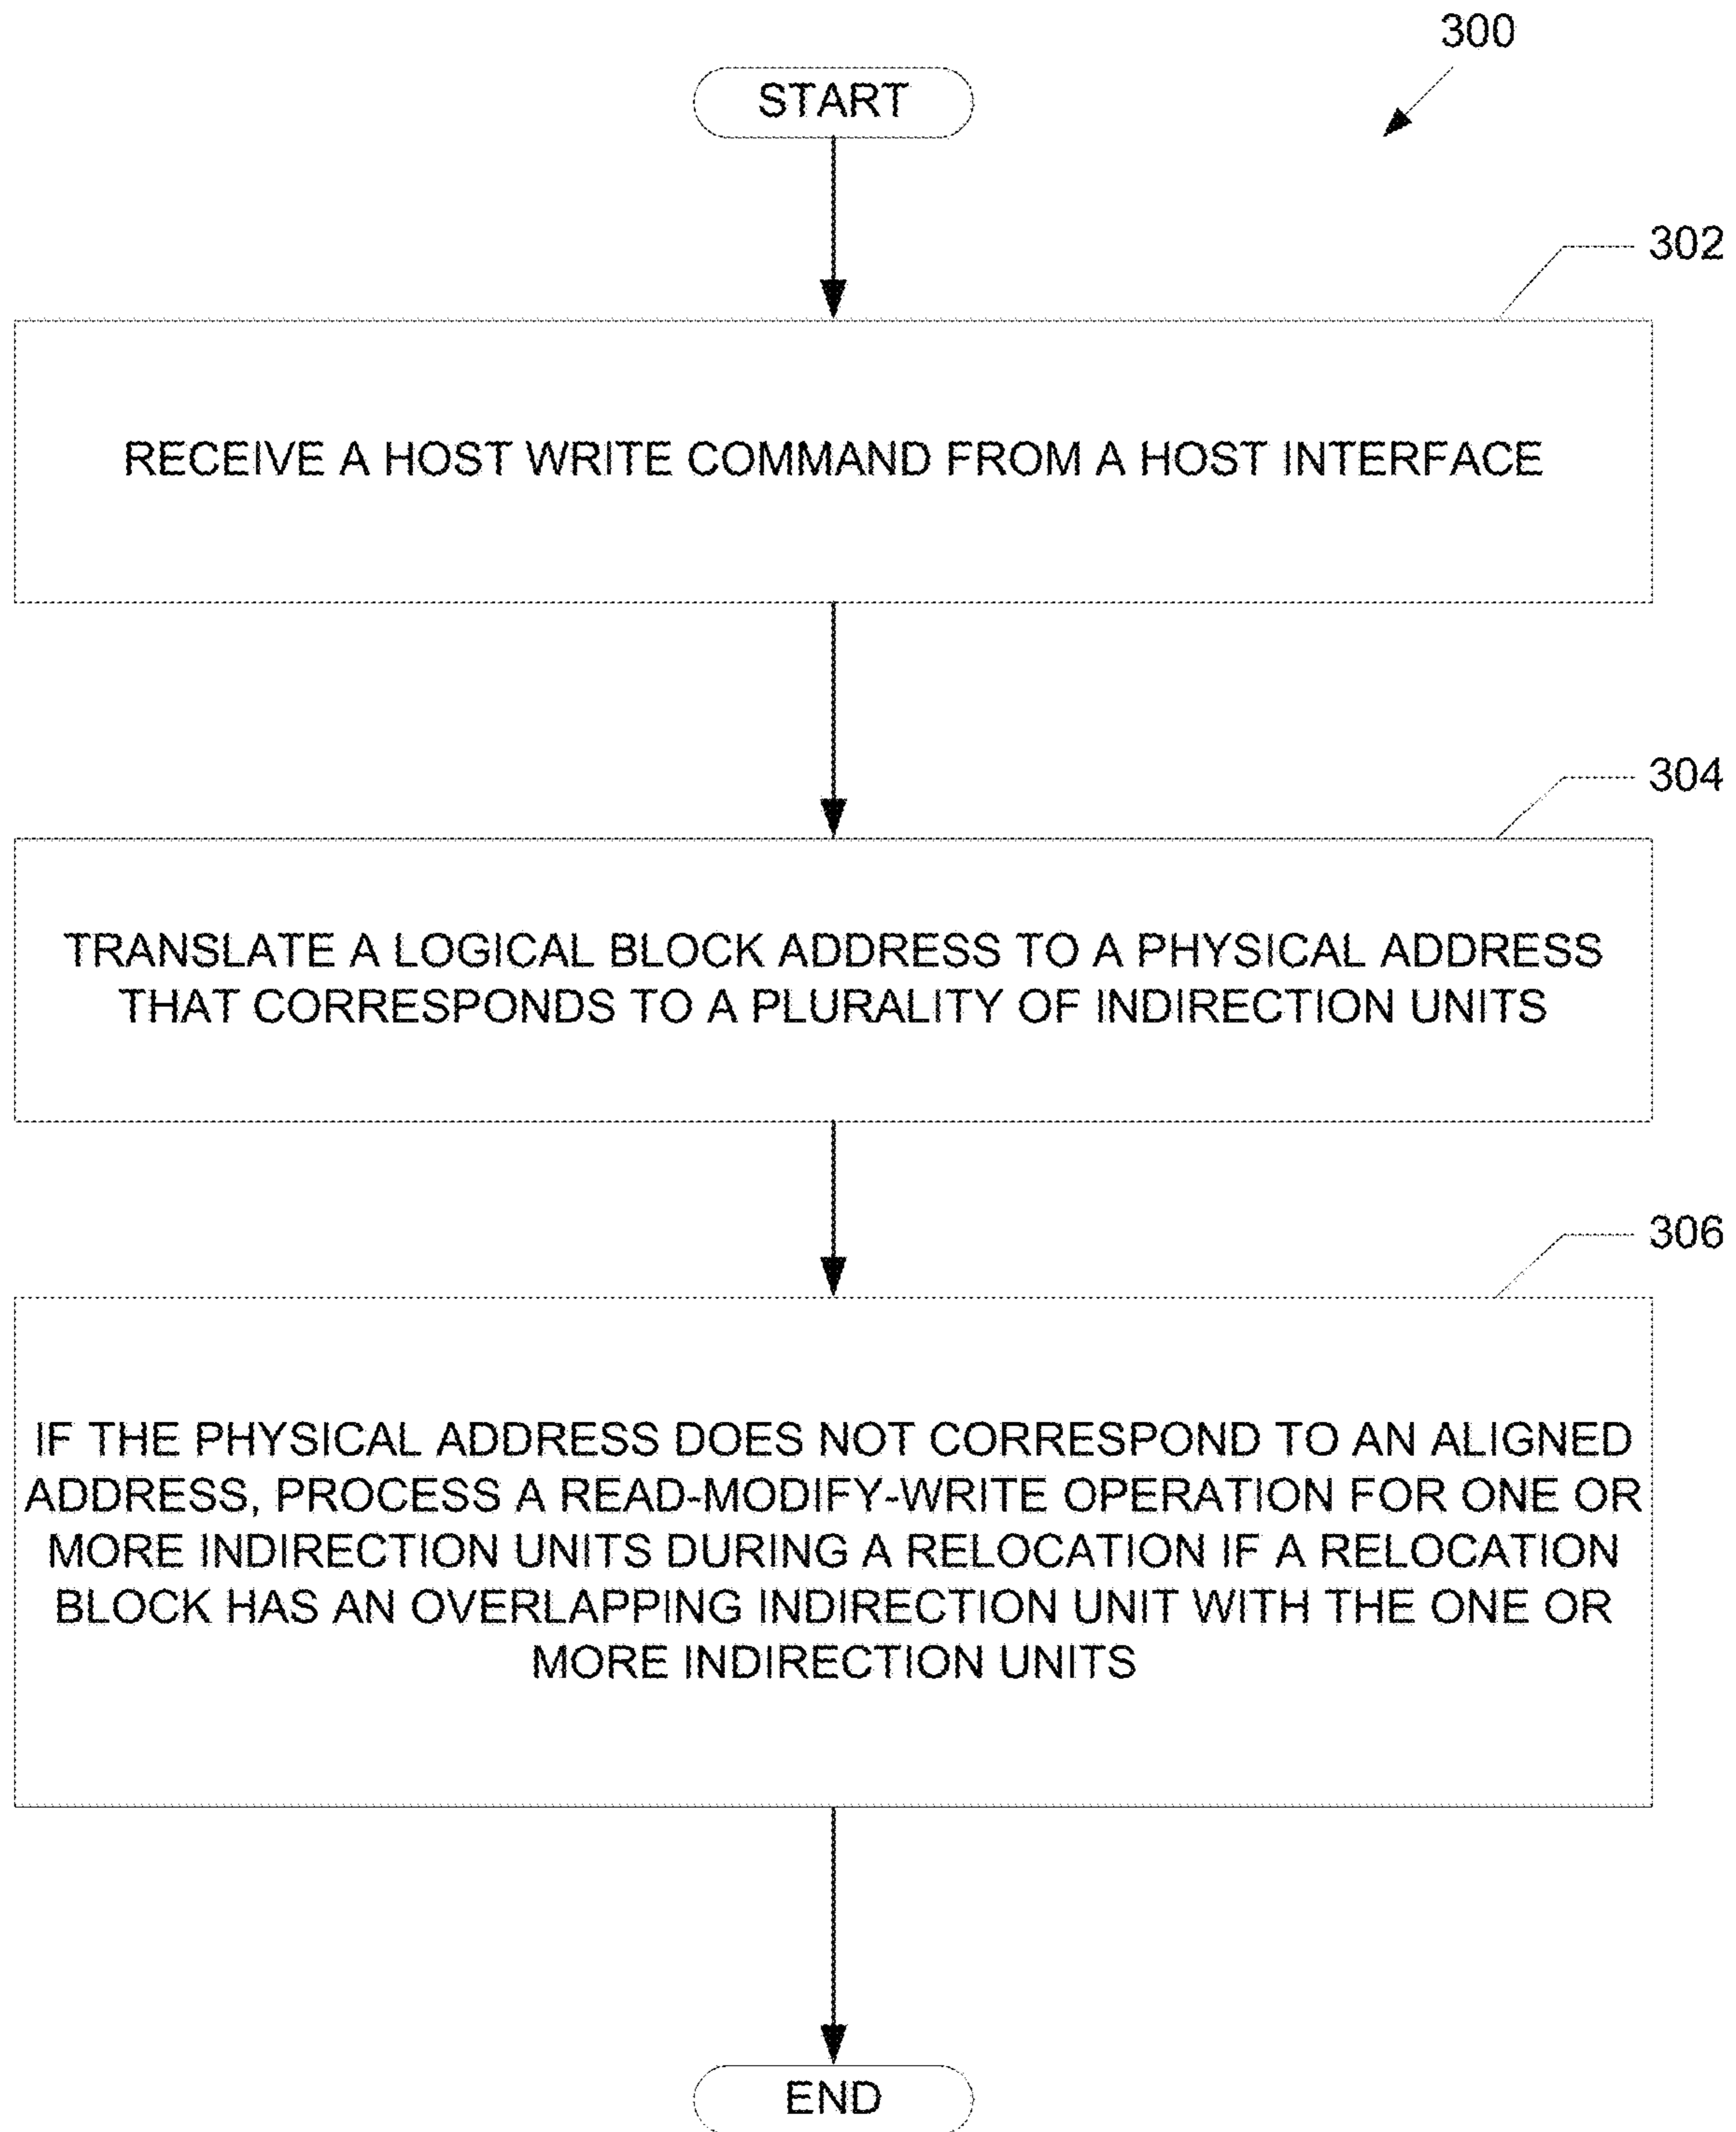 300
START
302
RECEIVE A HOST WRITE COMMAND FROM A HOST INTERFACE
304
TRANSLATE A LOGICAL BLOCK ADDRESS TO A PHYSICAL ADDRESS
THAT CORRESPONDS TO A PLURALITY OF INDIRECTION UNITS
306
IF THE PHYSICAL ADDRESS DOES NOT CORRESPOND TO AN ALIGNED
ADDRESS, PROCESS A READ-MODIFY-WRITE OPERATION FOR ONE OR
MORE INDIRECTION UNITS DURING A RELOCATION IF A RELOCATION
BLOCK HAS AN OVERLAPPING INDIRECTION UNIT WITH THE ONE OR
MORE INDIRECTION UNITS
END